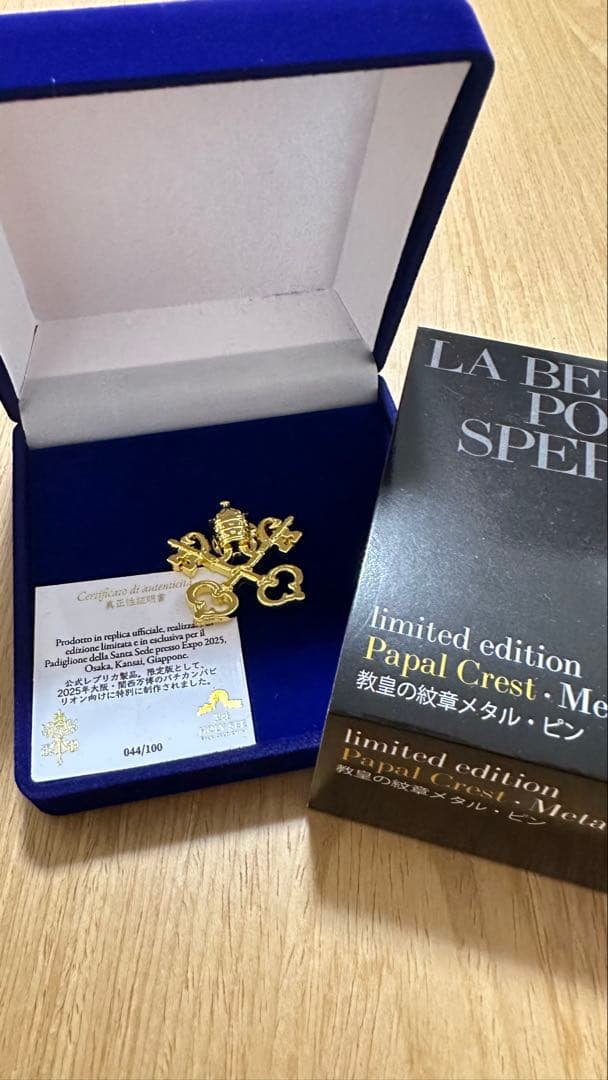 Certificato di autenticità
真正性証明書
Prodotto in replica ufficiale, realizzato in
edizione limitata e in esclusiva per il
Padiglione della Santa Sede presso Expo 2025,
Osaka, Kansai, Giappone.
公式レプリカ製品。限定版として、
2025年大阪・関西万博のバチカンパビ
リオン向けに特別に制作されました。
HOLY SEE
044/100
LA BE
PO
SPER
limited edition
Papal Crest · Me
教皇の紋章メタル・ピン
limited edition
Papal Crest · Meta
教皇の紋章メタル・ピン